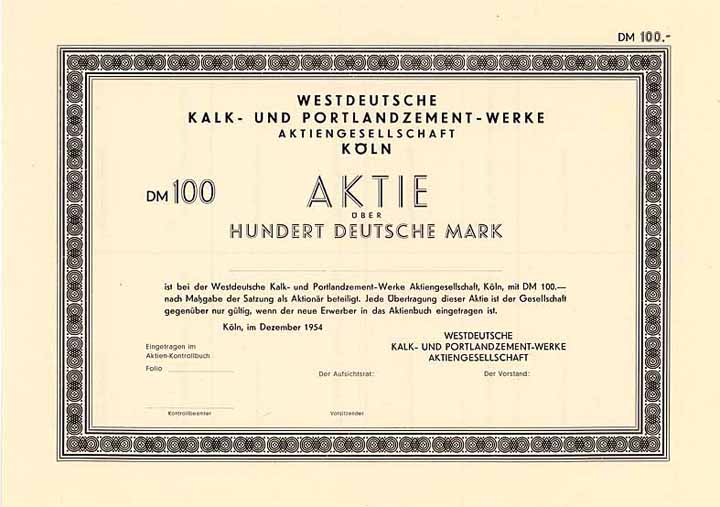 DM 100.-
WESTDEUTSCHE
KALK- UND PORTLANDZEMENT-WERKE
AKTIENGESELLSCHAFT
KÖLN
DM 100 AKTIE
ÜBER
HUNDERT DEUTSCHE MARK
ist bei der Westdeutsche Kalk- und Portlandzement-Werke Aktiengesellschaft, Köln, mit DM 100.—
nach Maßgabe der Satzung als Aktionär beteiligt. Jede Übertragung dieser Aktie ist der Gesellschaft
gegenüber nur gültig, wenn der neue Erwerber in das Aktienbuch eingetragen ist.
Köln, im Dezember 1954
WESTDEUTSCHE
KALK- UND PORTLANDZEMENT-WERKE
AKTIENGESELLSCHAFT
Eingetragen im
Aktien-Kontrollbuch
Folio
Der Aufsichtsrat: Der Vorstand:
Kontrollbeamter Vorsitzender